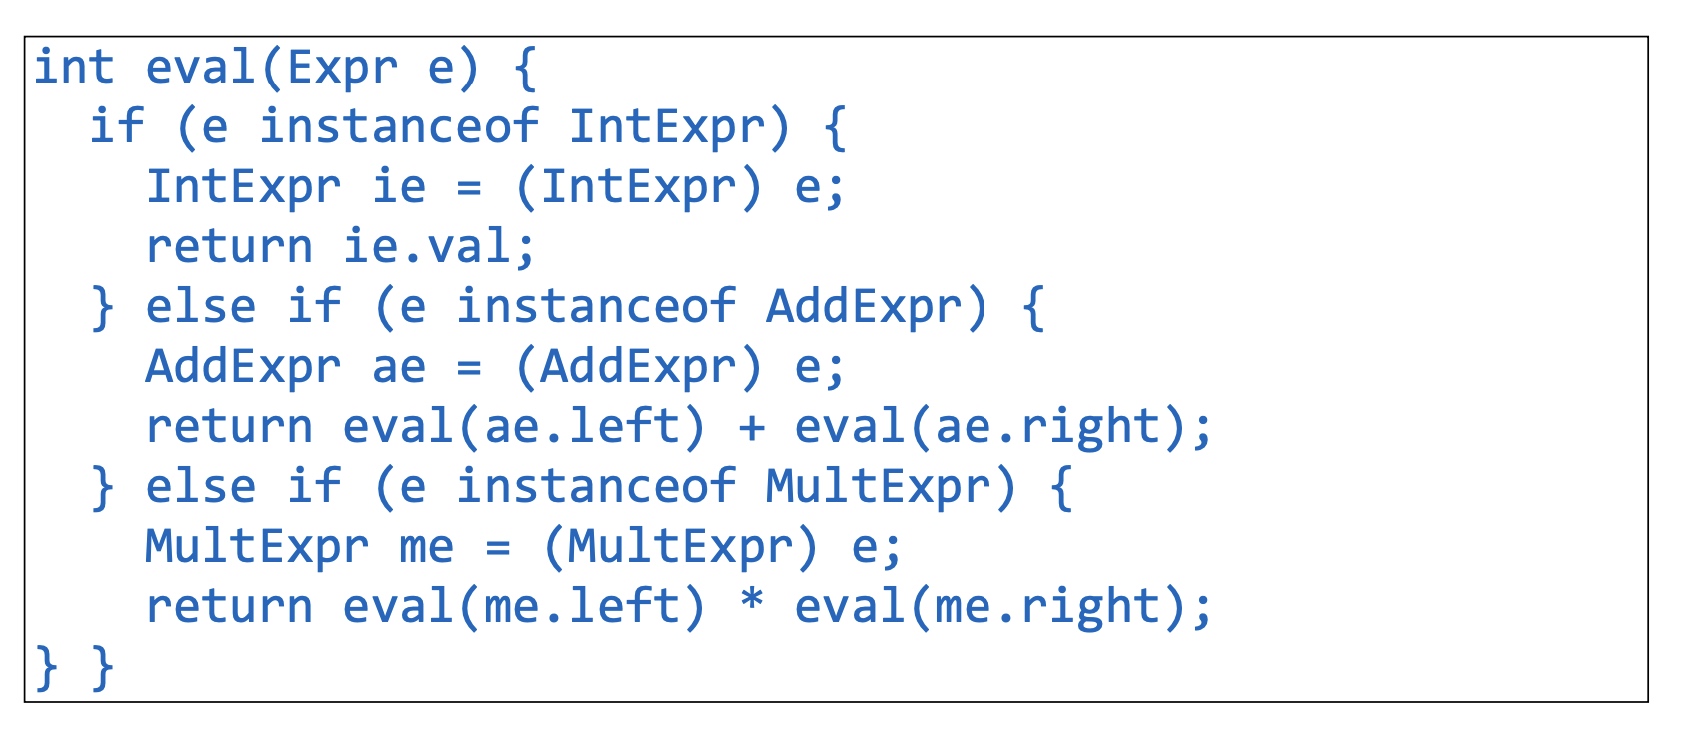 int eval(Expr e) {
  if (e instanceof IntExpr) {
    IntExpr ie = (IntExpr) e;
    return ie.val;
  } else if (e instanceof AddExpr) {
    AddExpr ae = (AddExpr) e;
    return eval(ae.left) + eval(ae.right);
  } else if (e instanceof MultExpr) {
    MultExpr me = (MultExpr) e;
    return eval(me.left) * eval(me.right);
} }